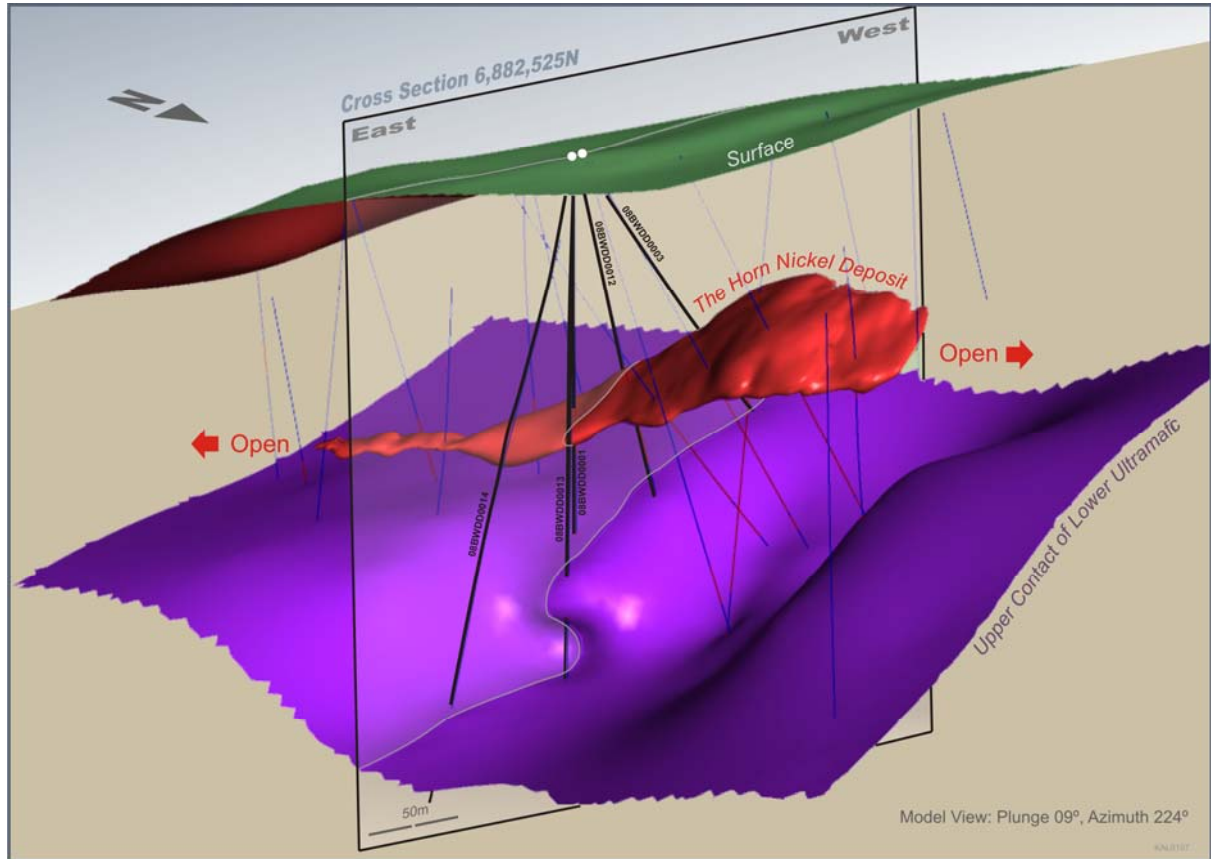 Cross Section 6,882,525N
West
East
N
Surface
08BWDD0003
08BWDD0012
The Horn Nickel Deposit
Open
Open
08BWDD0001
08BWDD0013
08BWDD0014
Upper Contact of Lower Ultramafc
50m
Model View: Plunge 09º, Azimuth 224º